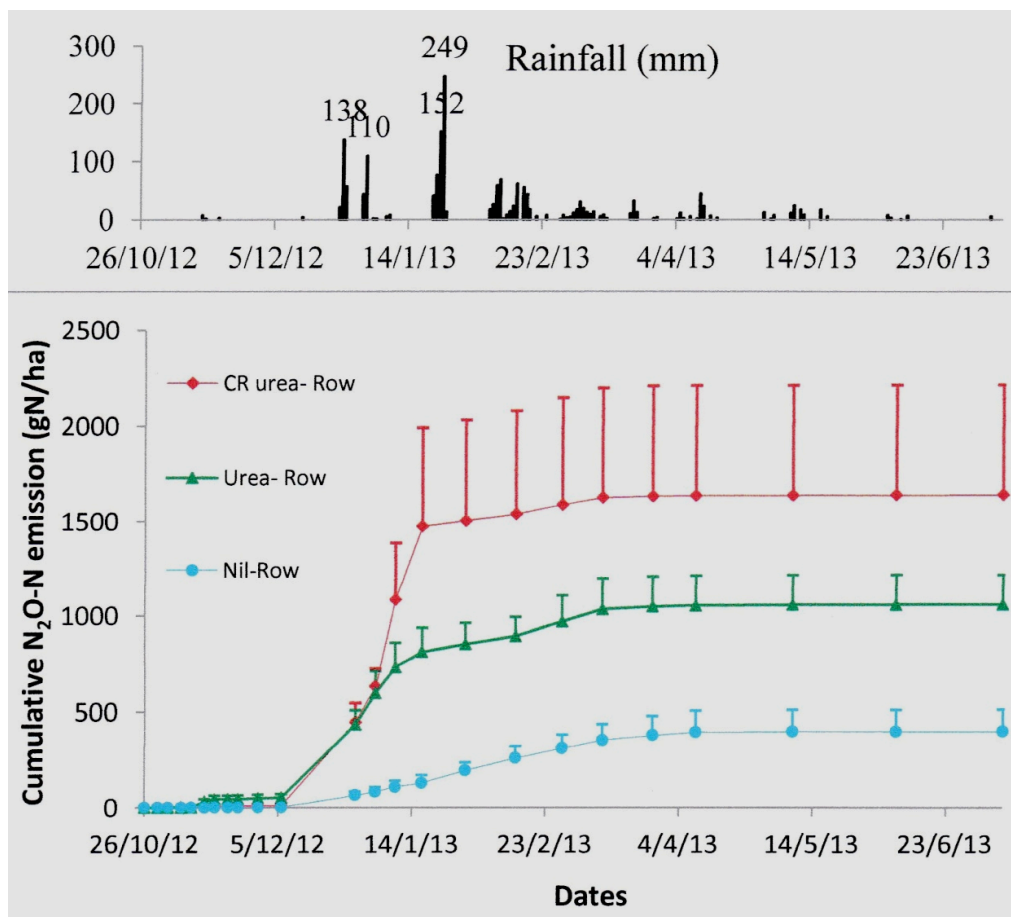 300
249
Rainfall (mm)
200
138
152
110
100
0
26/10/12 5/12/12 14/1/13 23/2/13 4/4/13 14/5/13 23/6/13
2500
CR urea- Row
2000
Urea- Row
1500
Nil-Row
1000
500
0
Cumulative N₂O-N emission (gN/ha)
26/10/12 5/12/12 14/1/13 23/2/13 4/4/13 14/5/13 23/6/13
Dates